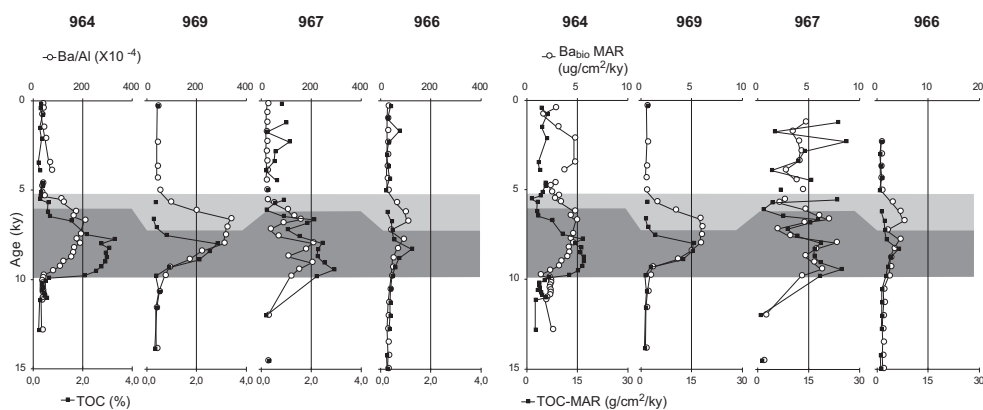 964 969 967 966 964 969 967 966
Ba/Al (X10 -4) Babio MAR
(ug/cm2/ky)
0 200 400 0 200 400 0 200 400 0 200 400 0 5 10 0 5 10 0 5 10 0 10 20
0
5
10
15
Age (ky)
0,0 2,0 4,0 0,0 2,0 4,0 0,0 2,0 4,0 0,0 2,0 4,0 0 15 30 0 15 30 0 15 30 0 15 30
TOC (%) TOC-MAR (g/cm2/ky)